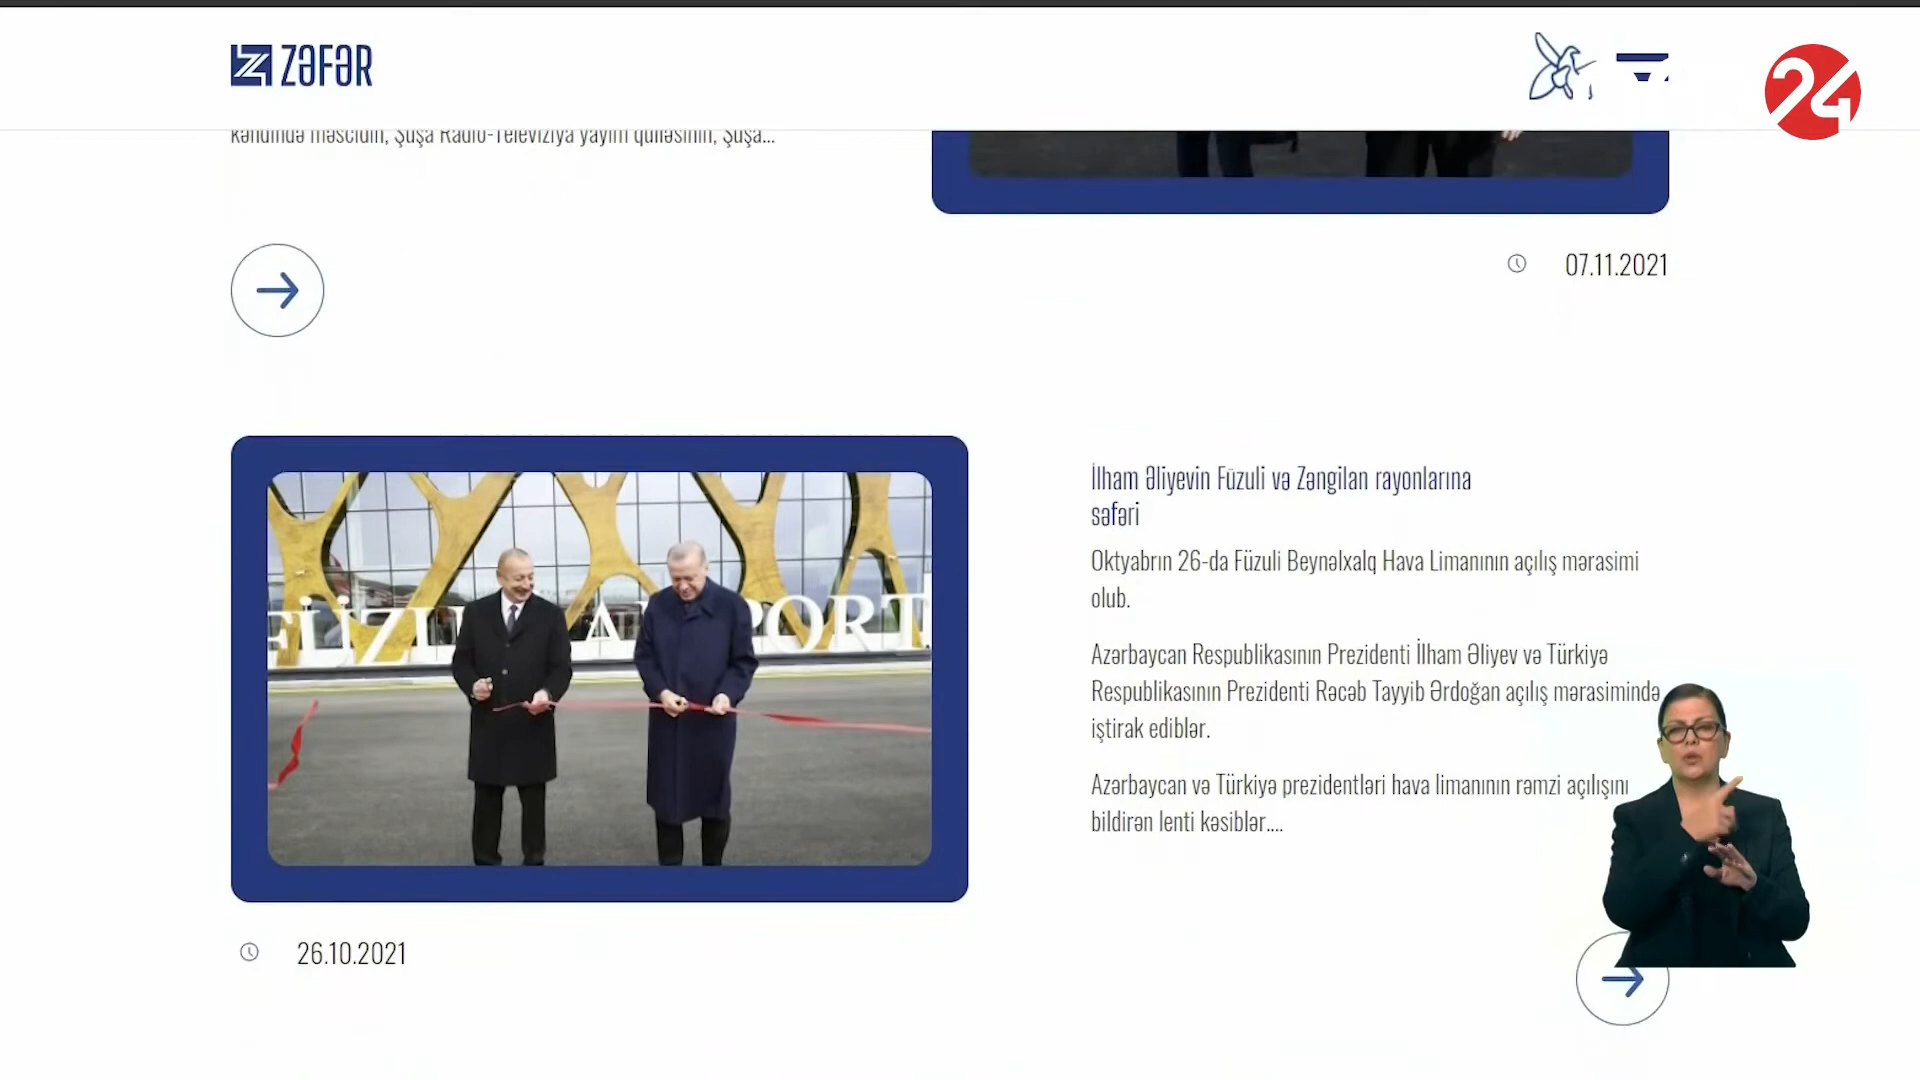 ZƏFƏR
24
kəndində məscidin, Şuşa Radio-Televiziya yayım qülləsinin, Şuşa...
07.11.2021
FÜZULİ AIRPORT
İlham Əliyevin Füzuli və Zəngilan rayonlarına
səfəri
Oktyabrın 26-da Füzuli Beynəlxalq Hava Limanının açılış mərasimi
olub.
Azərbaycan Respublikasının Prezidenti İlham Əliyev və Türkiyə
Respublikasının Prezidenti Rəcəb Tayyib Ərdoğan açılış mərasimində
iştirak ediblər.
Azərbaycan və Türkiyə prezidentləri hava limanının rəmzi açılışını
bildirən lenti kəsiblər....
26.10.2021